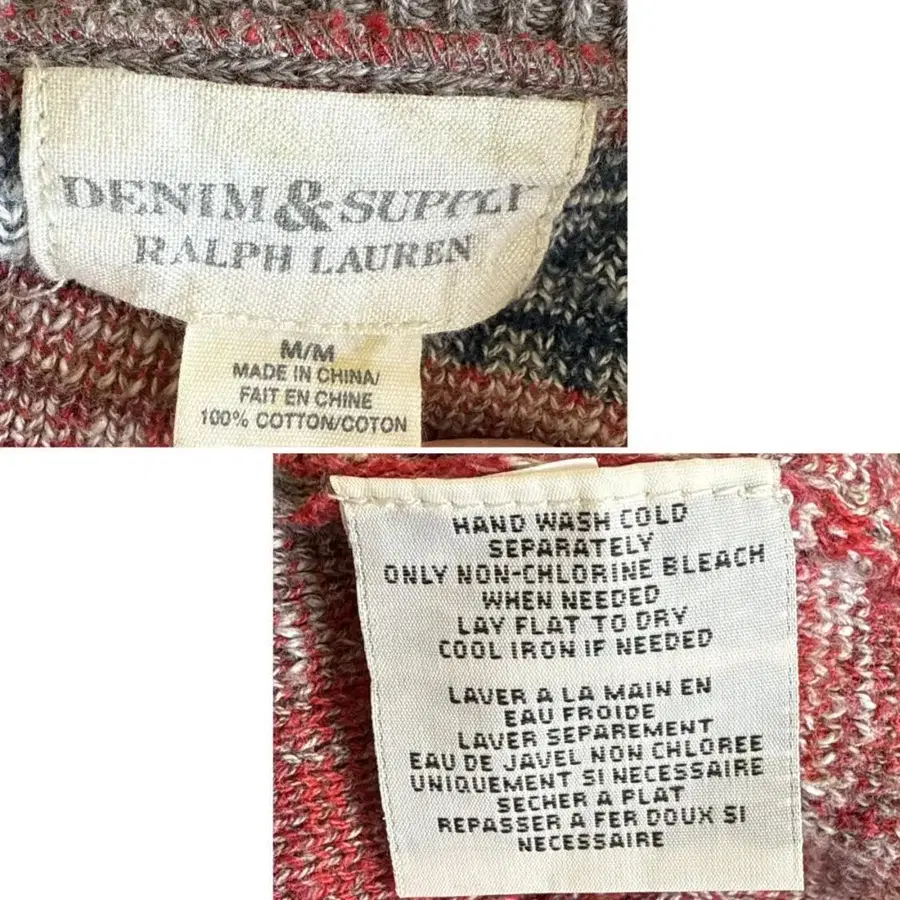 DENIM & SUPPLY
RALPH LAUREN
M/M
MADE IN CHINA/
FAIT EN CHINE
100% COTTON/COTON
HAND WASH COLD
SEPARATELY
ONLY NON-CHLORINE BLEACH
WHEN NEEDED
LAY FLAT TO DRY
COOL IRON IF NEEDED
LAVER A LA MAIN EN
EAU FROIDE
LAVER SEPAREMENT
EAU DE JAVEL NON CHLOREE
UNIQUEMENT SI NECESSAIRE
SECHER A PLAT
REPASSER A FER DOUX SI
NECESSAIRE